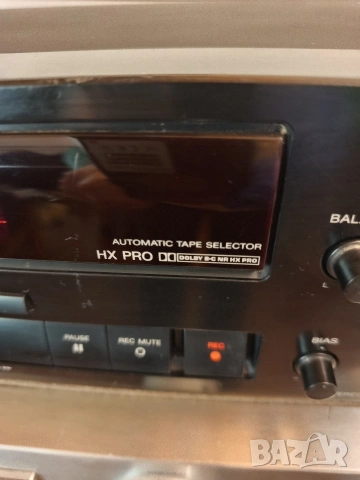 AUTOMATIC TAPE SELECTOR
HX PRO DOLBY B-C NR HX PRO
BAL
L
PAUSE
REC MUTE
REC
BIAS
BAZAR
bg